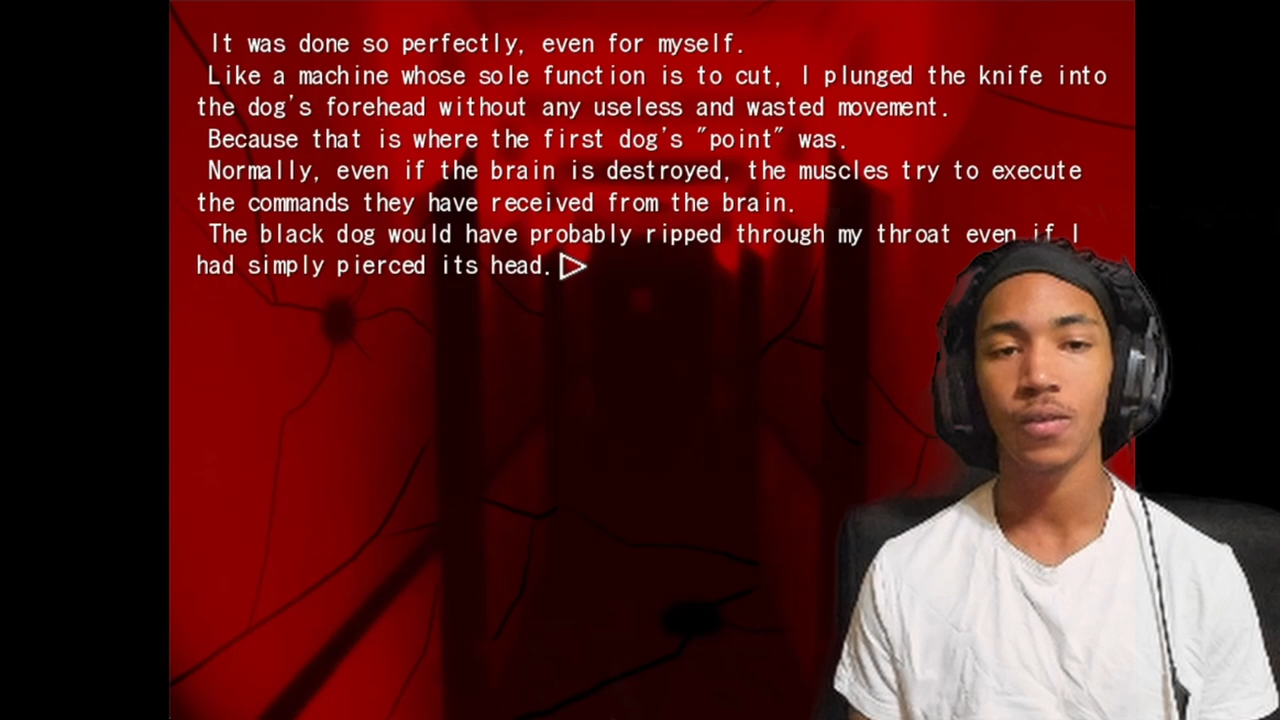 It was done so perfectly, even for myself.
Like a machine whose sole function is to cut, I plunged the knife into
the dog's forehead without any useless and wasted movement.
Because that is where the first dog's "point" was.
Normally, even if the brain is destroyed, the muscles try to execute
the commands they have received from the brain.
The black dog would have probably ripped through my throat even if I
had simply pierced its head.